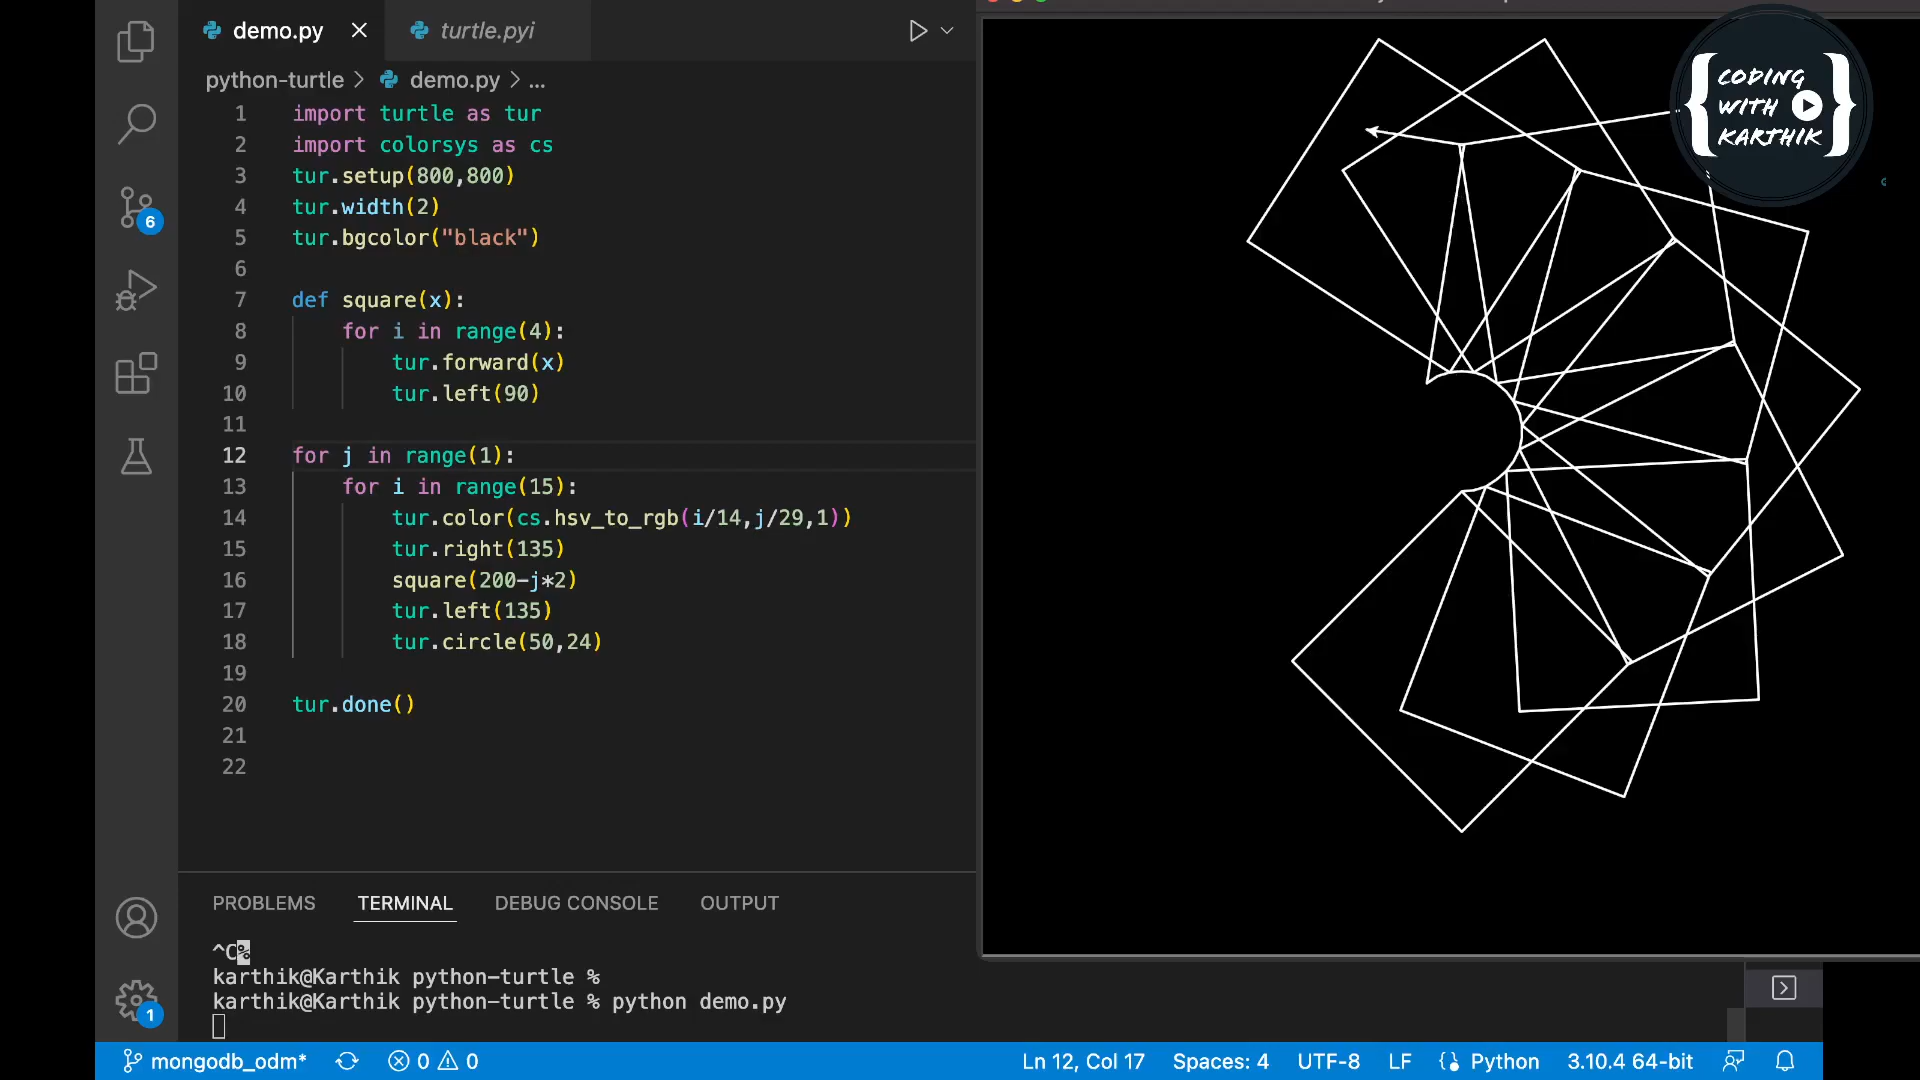 demo.py
turtle.pyi
python-turtle > demo.py > ...
1 import turtle as tur
2 import colorsys as cs
3 tur.setup(800,800)
4 tur.width(2)
5 tur.bgcolor("black")
6
7 def square(x):
8 for i in range(4):
9 tur.forward(x)
10 tur.left(90)
11
12 for j in range(1):
13 for i in range(15):
14 tur.color(cs.hsv_to_rgb(i/14,j/29,1))
15 tur.right(135)
16 square(200-j*2)
17 tur.left(135)
18 tur.circle(50,24)
19
20 tur.done()
21
22
CODING
WITH
KARTHIK
6
1
PROBLEMS TERMINAL DEBUG CONSOLE OUTPUT
^C%
karthik@Karthik python-turtle %
karthik@Karthik python-turtle % python demo.py
mongodb_odm* 0 0 Ln 12, Col 17 Spaces: 4 UTF-8 LF Python 3.10.4 64-bit